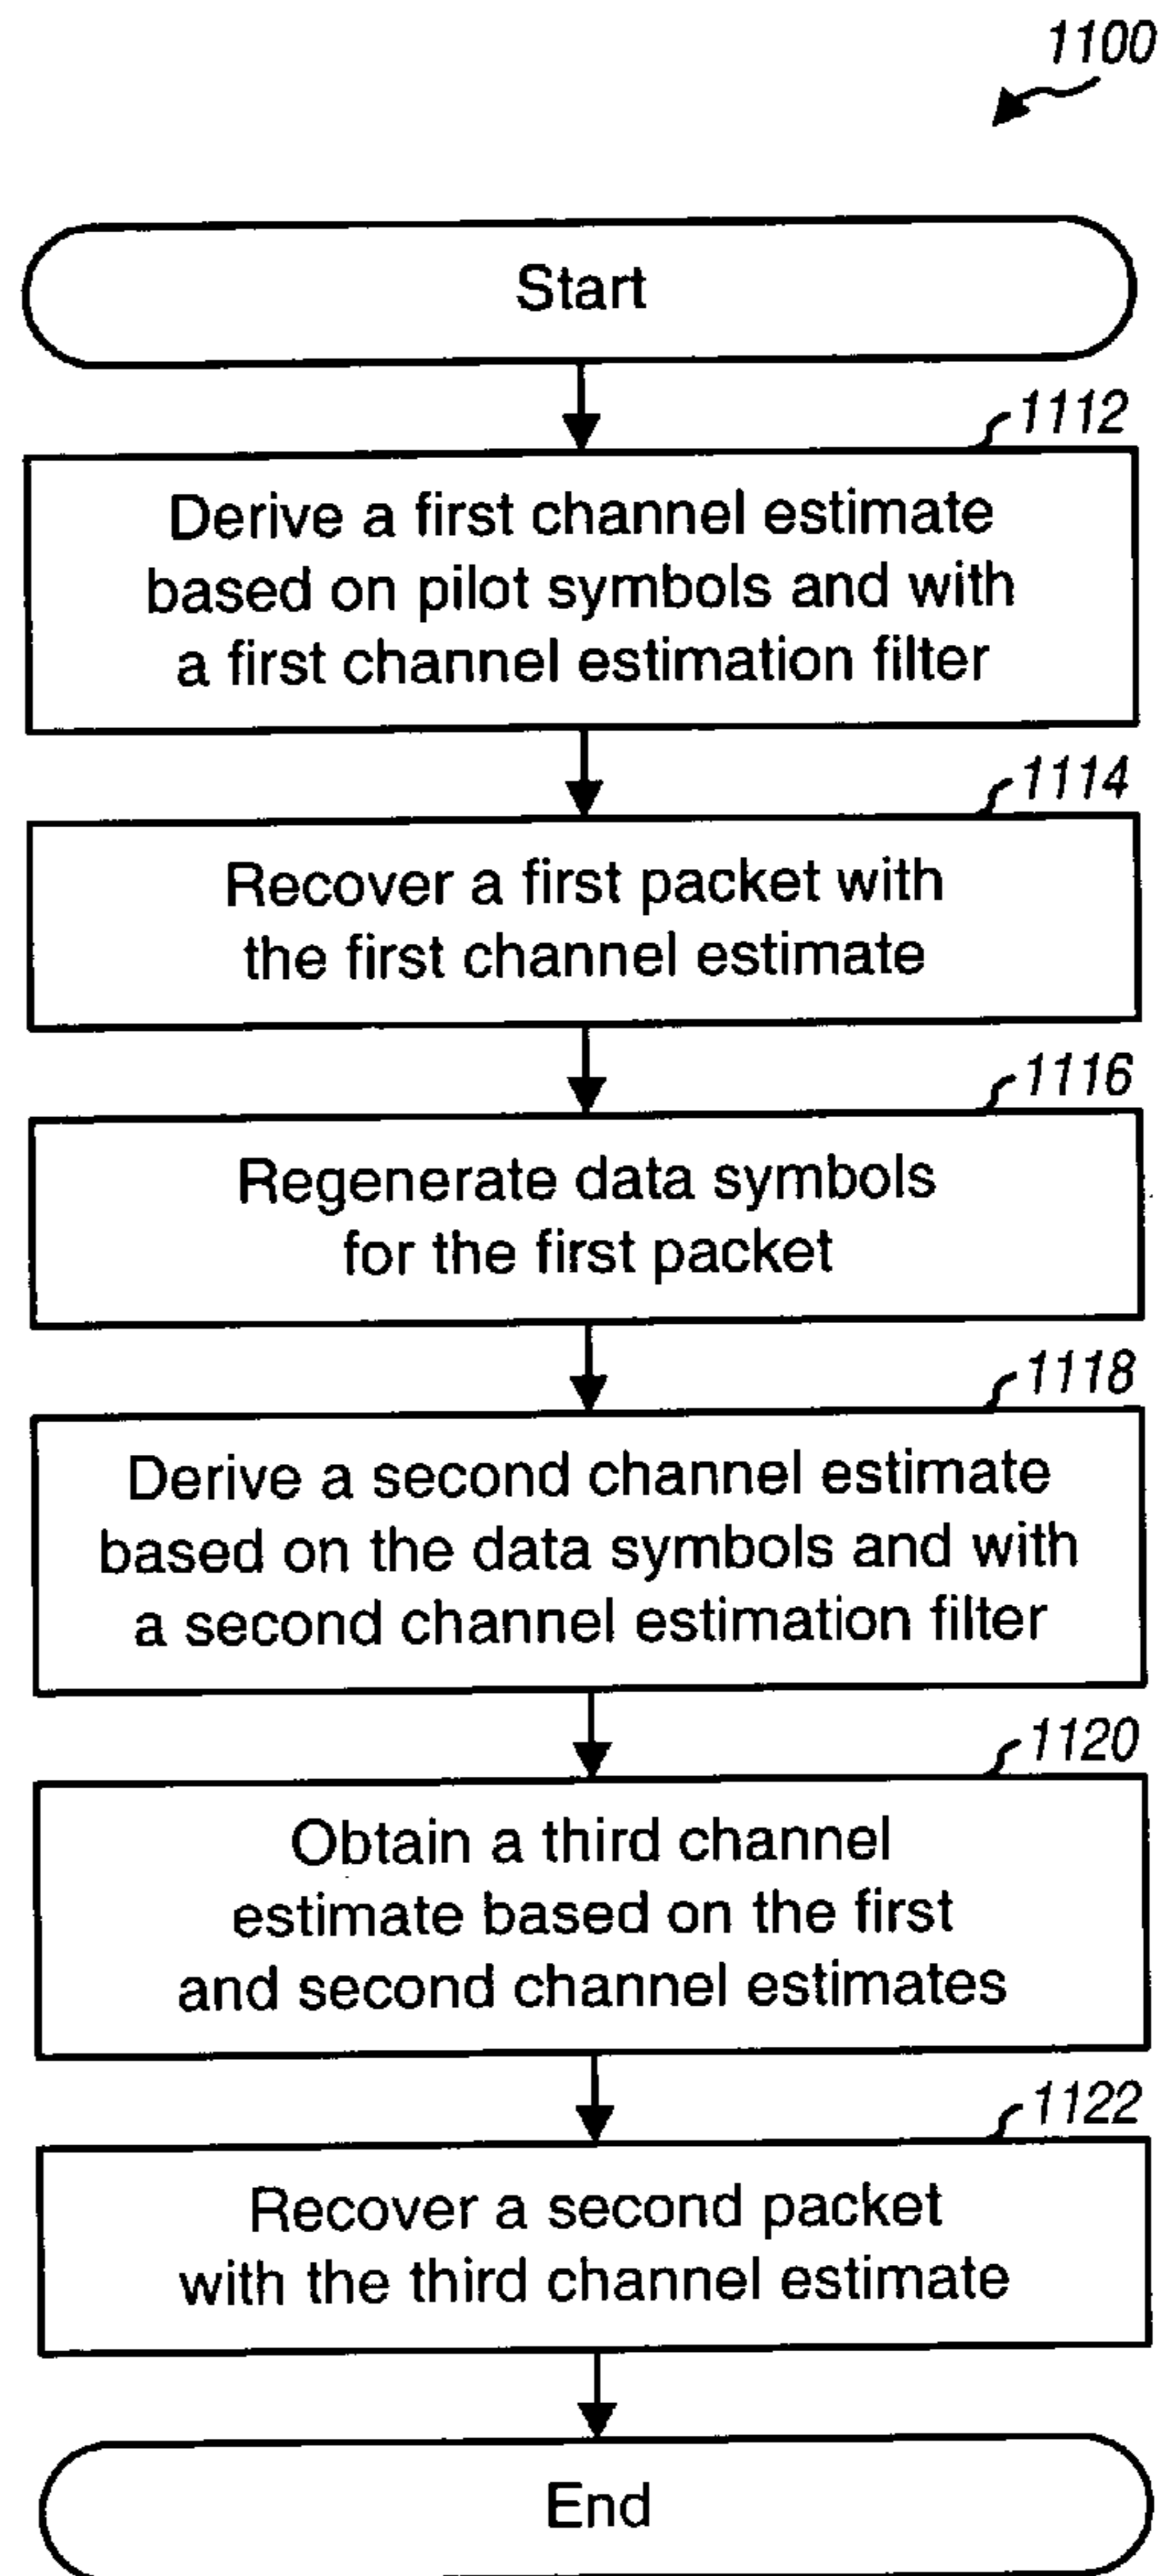 1100
Start
1112
Derive a first channel estimate
based on pilot symbols and with
a first channel estimation filter
1114
Recover a first packet with
the first channel estimate
1116
Regenerate data symbols
for the first packet
1118
Derive a second channel estimate
based on the data symbols and with
a second channel estimation filter
1120
Obtain a third channel
estimate based on the first
and second channel estimates
1122
Recover a second packet
with the third channel estimate
End